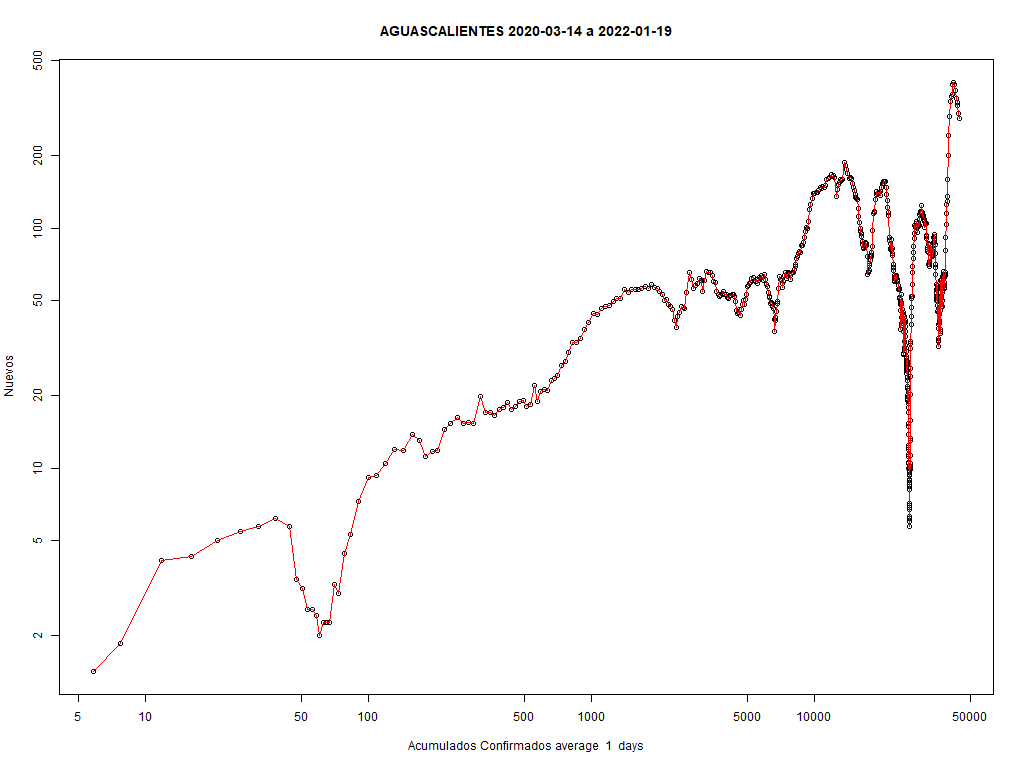 AGUASCALIENTES 2020-03-14 a 2022-01-19
500
200
100
50
20
10
5
2
Nuevos
5 10 50 100 500 1000 5000 10000 50000
Acumulados Confirmados average 1 days